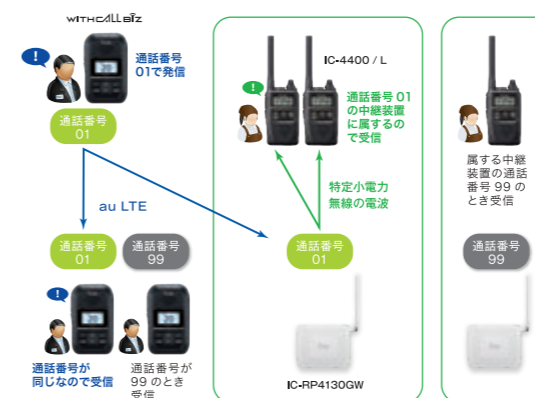 WITHCALL BIZ
!
通話番号
01で発信
通話番号
01
au LTE
通話番号
01
通話番号
99
!
通話番号が
同じなので受信
通話番号が
99 のとき
受信
IC-4400 / L
!
通話番号 01
の中継装置
に属するの
で受信
特定小電力
無線の電波
通話番号
01
IC-RP4130GW
属する中継
装置の通話
番号 99 の
とき受信
通話番号
99